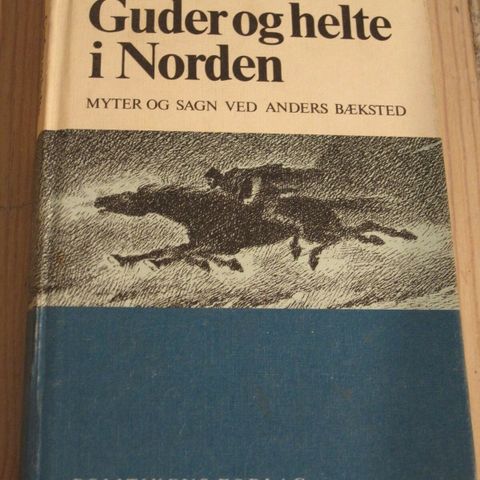 Guder og helte
i Norden
MYTER OG SAGN VED ANDERS BÆKSTED